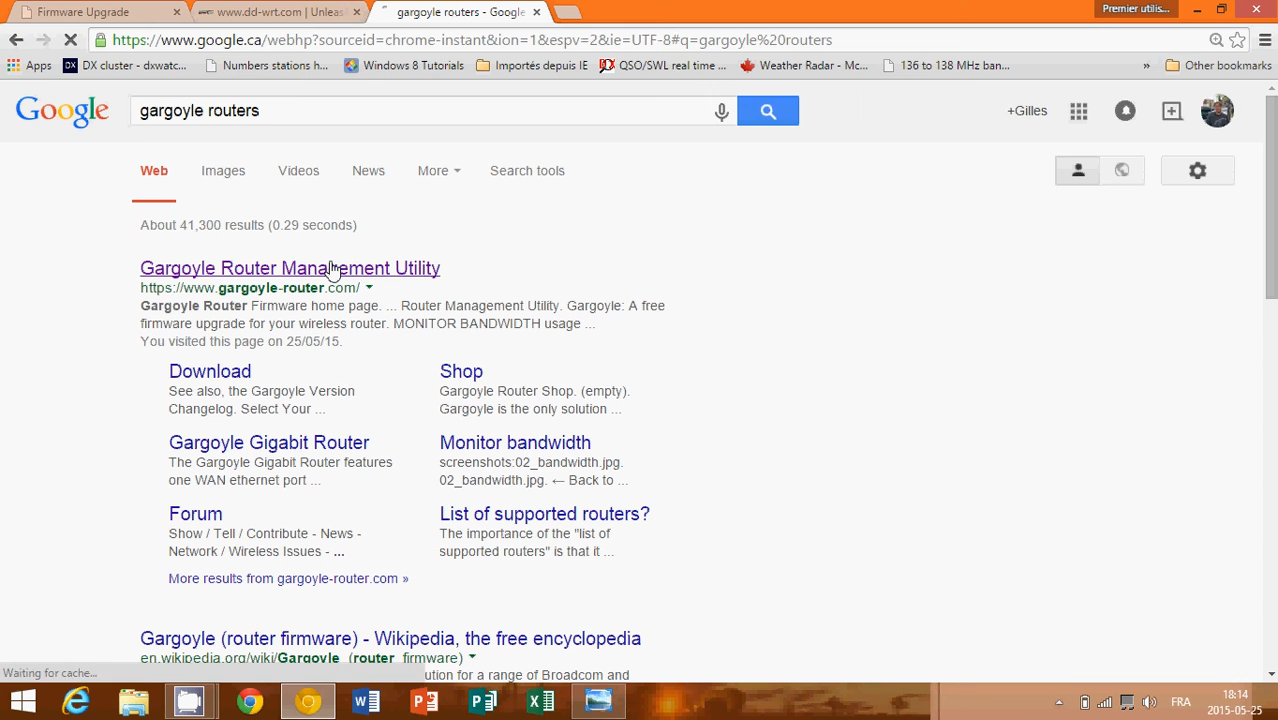 Firmware Upgrade
www.dd-wrt.com | Unleas
gargoyle routers - Google
Premier utilis...
https://www.google.ca/webhp?sourceid=chrome-instant&ion=1&espv=2&ie=UTF-8#q=gargoyle%20routers
Apps
DX cluster - dxwatc...
Numbers stations h...
Windows 8 Tutorials
Importés depuis IE
QSO/SWL real time ...
Weather Radar - Mc...
136 to 138 MHz ban...
»
Other bookmarks
Google
gargoyle routers
+Gilles
Web
Images
Videos
News
More
Search tools
About 41,300 results (0.29 seconds)
Gargoyle Router Management Utility
https://www.gargoyle-router.com/
Gargoyle Router Firmware home page. ... Router Management Utility. Gargoyle: A free
firmware upgrade for your wireless router. MONITOR BANDWIDTH usage ...
You visited this page on 25/05/15.
Download
See also, the Gargoyle Version
Changelog. Select Your ...
Shop
Gargoyle Router Shop. (empty).
Gargoyle is the only solution ...
Gargoyle Gigabit Router
The Gargoyle Gigabit Router features
one WAN ethernet port ...
Monitor bandwidth
screenshots:02_bandwidth.jpg.
02_bandwidth.jpg. ← Back to ...
Forum
Show / Tell / Contribute - News -
Network / Wireless Issues - ...
List of supported routers?
The importance of the "list of
supported routers" is that it ...
More results from gargoyle-router.com »
Gargoyle (router firmware) - Wikipedia, the free encyclopedia
en.wikipedia.org/wiki/Gargoyle_(router_firmware)
ution for a range of Broadcom and
Waiting for cache...
FRA
18:14
2015-05-25